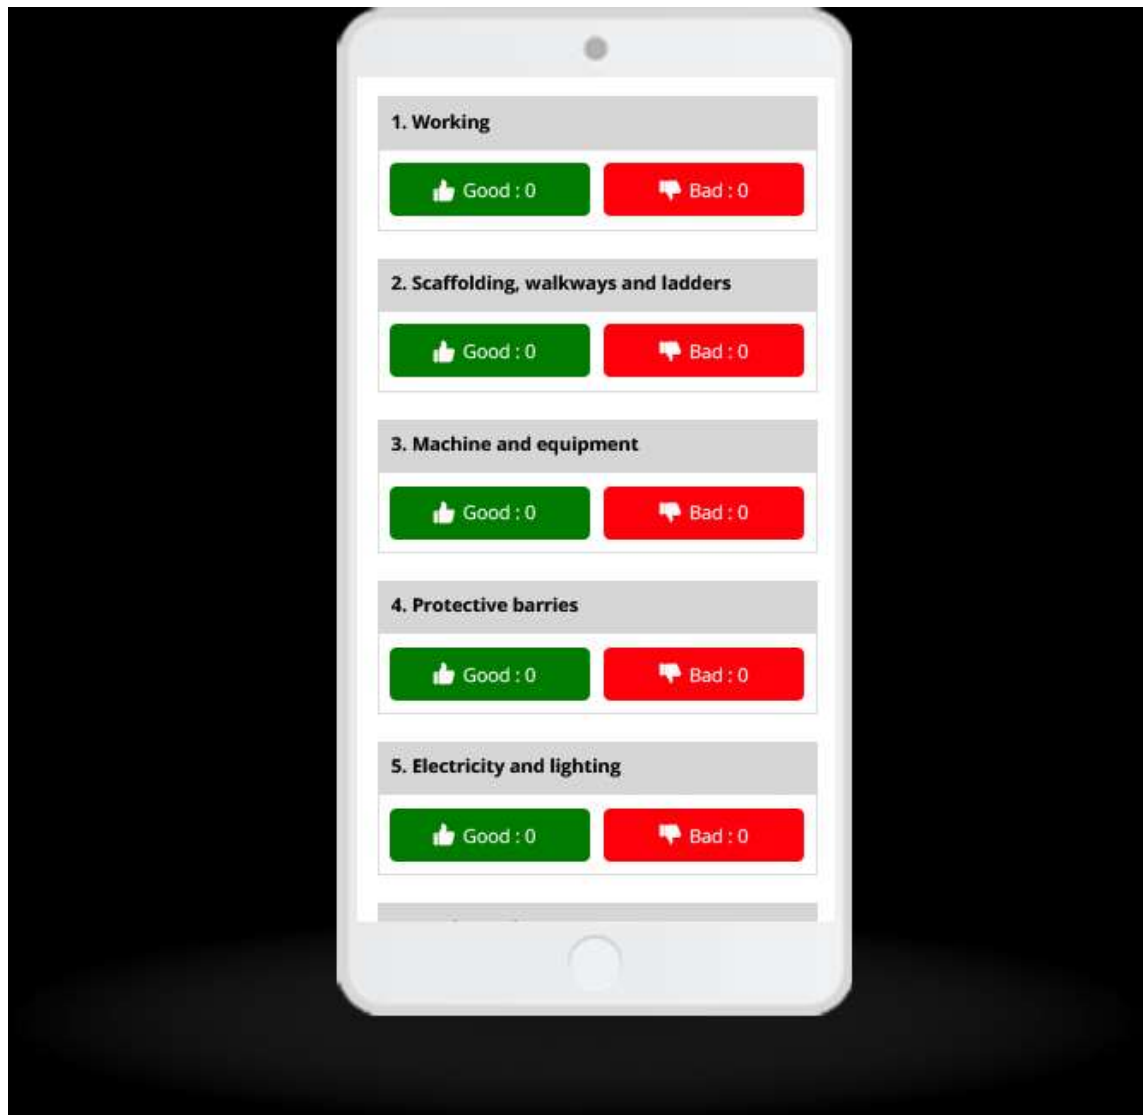 1. Working
Good : 0 Bad : 0
2. Scaffolding, walkways and ladders
Good : 0 Bad : 0
3. Machine and equipment
Good : 0 Bad : 0
4. Protective barries
Good : 0 Bad : 0
5. Electricity and lighting
Good : 0 Bad : 0